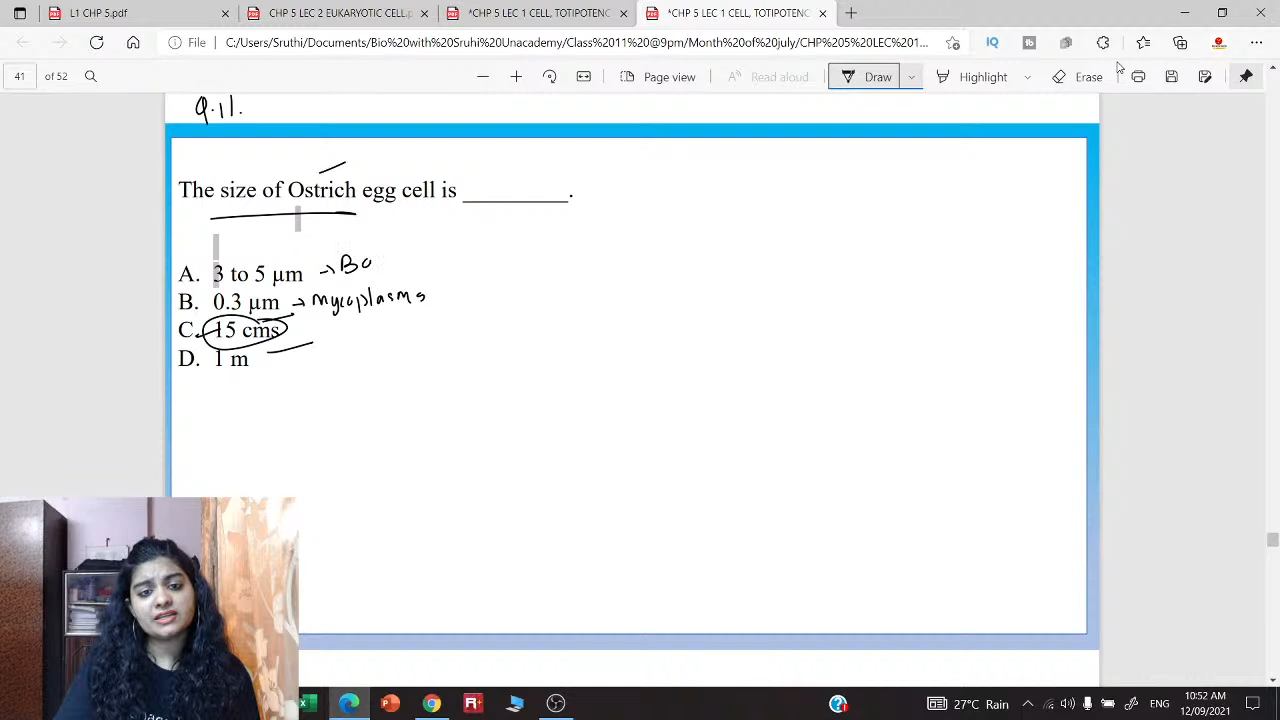 L1 CHP 5.pdf
CHP 5 LEC 2 EUKARYOTIC CELL.p
*CHP 5 LEC 1 CELL, TOTIPOTENC
*CHP 5 LEC 1 CELL, TOTIPOTENC
File C:/Users/Sruthi/Documents/Bio%20with%20Sruhi%20Unacademy/Class%2011%20@9pm/Month%20of%20july/CHP%205%20LEC%201...
41 of 52 Page view Read aloud Draw Highlight Erase
Q.11.
The size of Ostrich egg cell is __________.
A. 3 to 5 µm → Ba
B. 0.3 µm → mycoplasms
C. 15 cms
D. 1 m
27°C Rain ENG 10:52 AM
12/09/2021